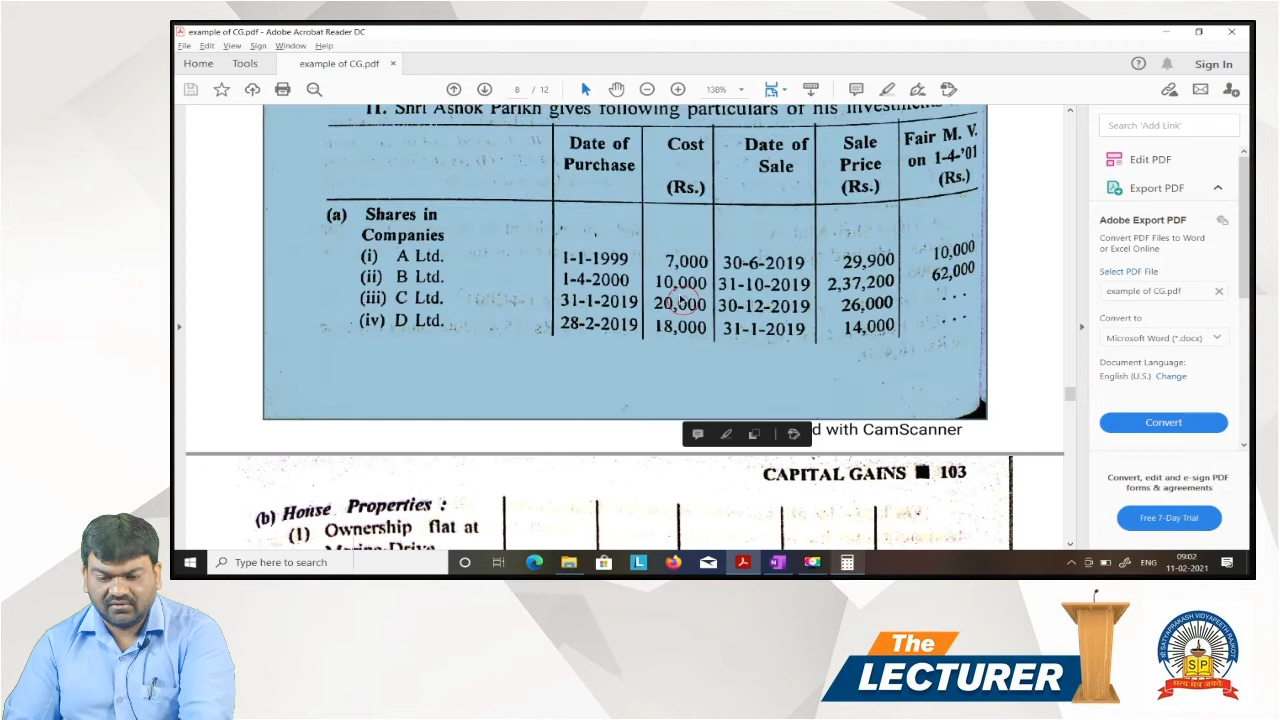 example of CG.pdf - Adobe Acrobat Reader DC
File Edit View Sign Window Help
Home Tools example of CG.pdf × Sign In
8 / 12 138%
II. Shri Ashok Parikh gives following particulars of his investments
Date of Purchase Cost (Rs.) Date of Sale Sale Price (Rs.) Fair M. V. on 1-4-'01 (Rs.)
(a) Shares in
Companies
(i) A Ltd. 1-1-1999 7,000 30-6-2019 29,900 10,000
(ii) B Ltd. 1-4-2000 10,000 31-10-2019 2,37,200 62,000
(iii) C Ltd. 31-1-2019 20,000 30-12-2019 26,000 ...
(iv) D Ltd. 28-2-2019 18,000 31-1-2019 14,000 ...
d with CamScanner
CAPITAL GAINS ■ 103
(b) House Properties :
(1) Ownership flat at
Marine-Drive
Search 'Add Link'
Edit PDF
Export PDF
Adobe Export PDF
Convert PDF Files to Word
or Excel Online
Select PDF File
example of CG.pdf ×
Convert to
Microsoft Word (*.docx)
Document Language:
English (U.S.) Change
Convert
Convert, edit and e-sign PDF
forms & agreements
Free 7-Day Trial
Type here to search
ENG
09:02
11-02-2021
The
LECTURER
SP